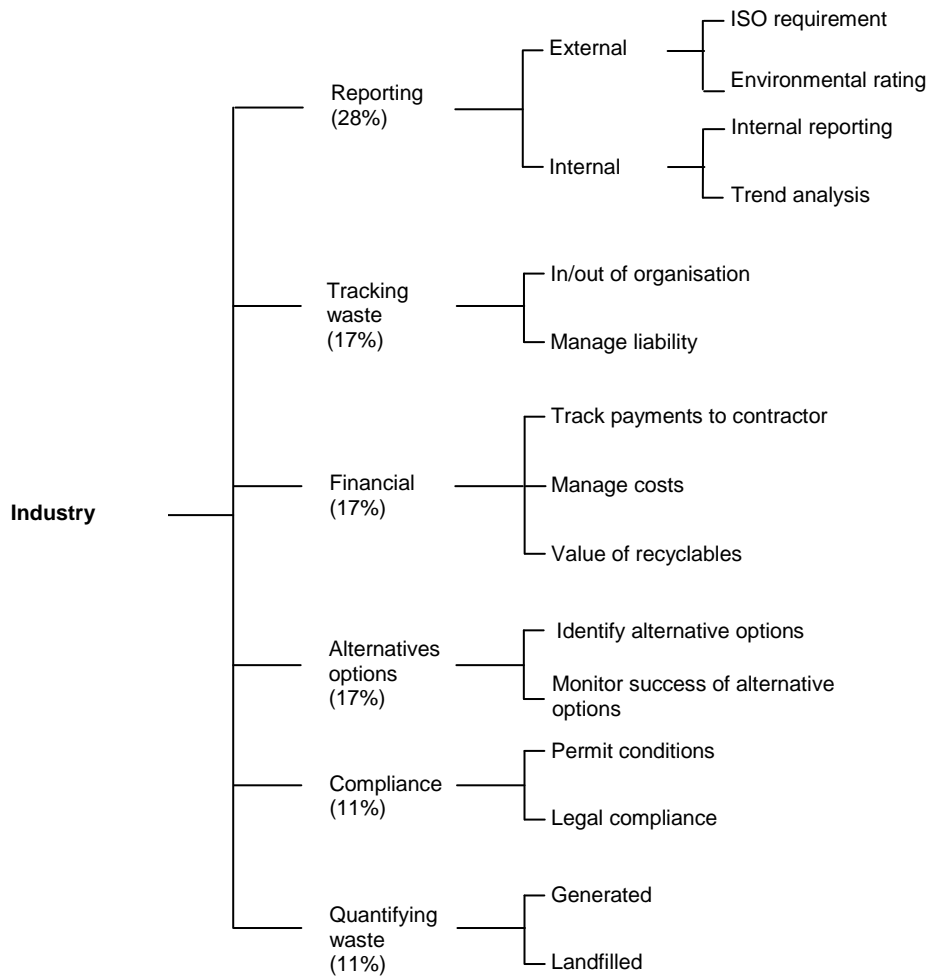 ISO requirement
External
Environmental rating
Reporting
(28%)
Internal reporting
Internal
Trend analysis
In/out of organisation
Tracking
waste
(17%)
Manage liability
Track payments to contractor
Financial
(17%)
Manage costs
Industry
Value of recyclables
Identify alternative options
Alternatives
options
(17%)
Monitor success of alternative
options
Permit conditions
Compliance
(11%)
Legal compliance
Generated
Quantifying
waste
(11%)
Landfilled